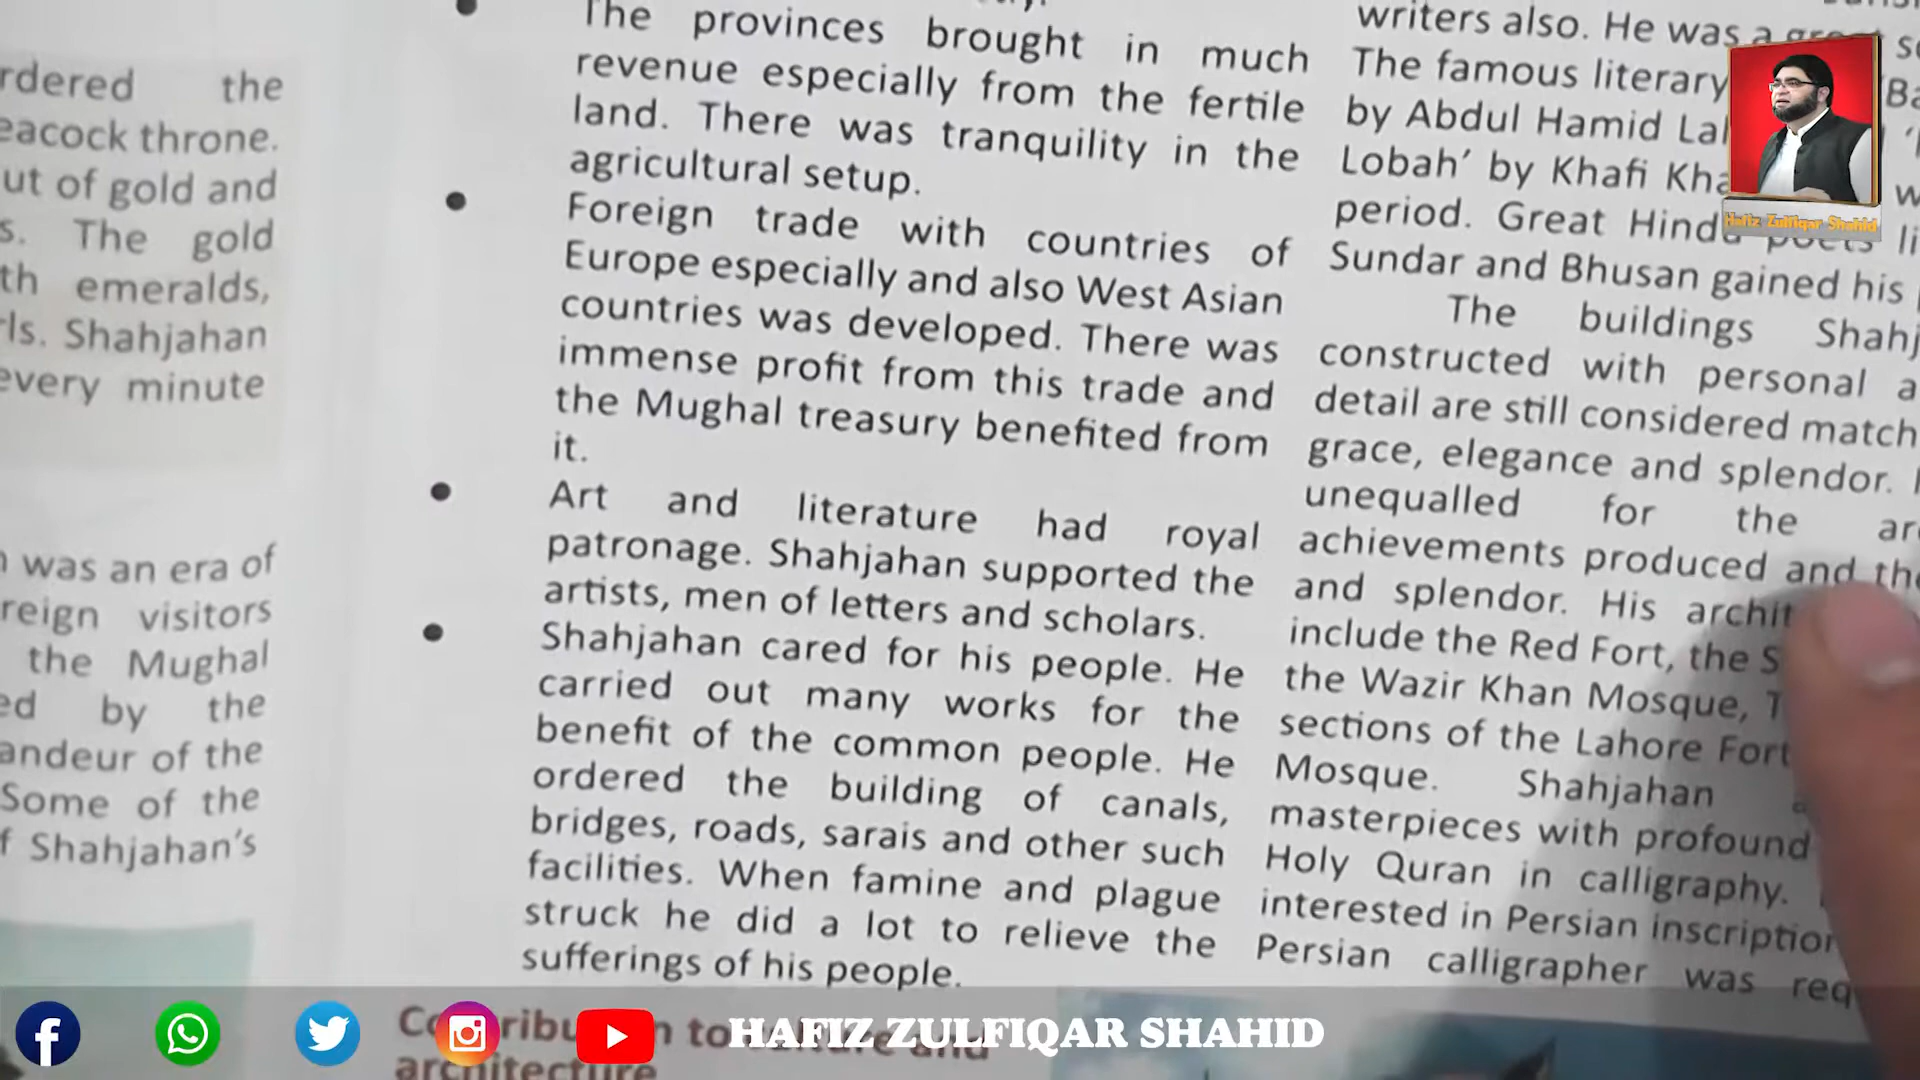 rdered the
eacock throne.
ut of gold and
s. The gold
th emeralds,
rls. Shahjahan
every minute
was an era of
reign visitors
the Mughal
ed by the
andeur of the
Some of the
f Shahjahan's
The provinces brought in much
revenue especially from the fertile
land. There was tranquility in the
agricultural setup.
Foreign trade with countries of
Europe especially and also West Asian
countries was developed. There was
immense profit from this trade and
the Mughal treasury benefited from
it.
Art and literature had royal
patronage. Shahjahan supported the
artists, men of letters and scholars.
Shahjahan cared for his people. He
carried out many works for the
benefit of the common people. He
ordered the building of canals,
bridges, roads, sarais and other such
facilities. When famine and plague
struck he did a lot to relieve the
sufferings of his people.
architecture
writers also. He was a
The famous literary
by Abdul Hamid
Lobah' by Khafi
period. Great
Sundar and Bhusan gained his
The buildings
constructed with personal
detail are still considered
grace, elegance and splendor.
unequalled for the
achievements produced and
and splendor. His
include the Red Fort, the
the Wazir Khan Mosque,
sections of the Lahore Fort
Mosque. Shahjahan
masterpieces with profound
Holy Quran in calligraphy.
interested in Persian
Persian calligrapher was
Hafiz Zulfiqar Shahid
HAFIZ ZULFIQAR SHAHID